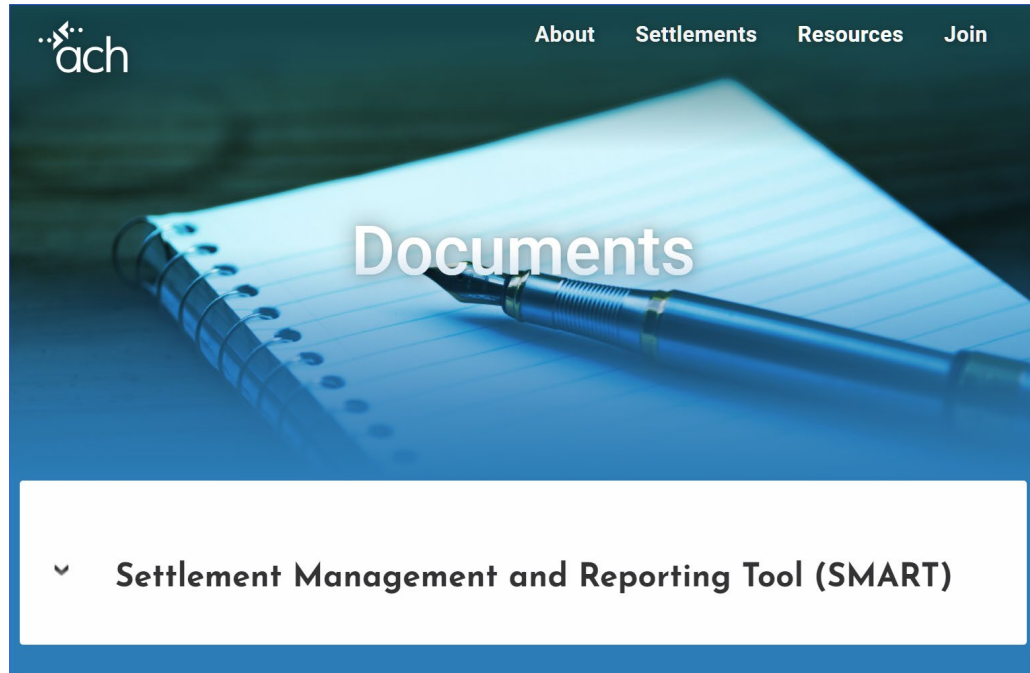 ach
About Settlements Resources Join
Documents
Settlement Management and Reporting Tool (SMART)